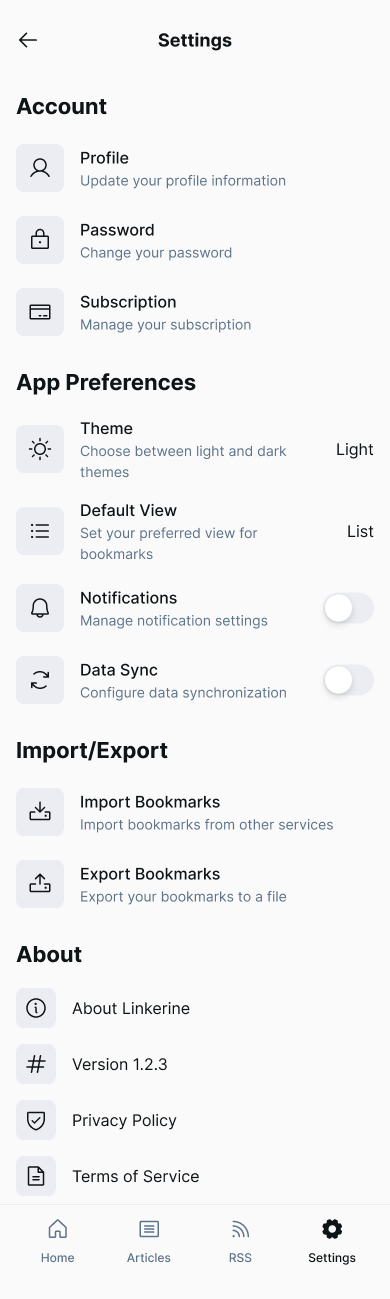 Settings
Account
Profile
Update your profile information
Password
Change your password
Subscription
Manage your subscription
App Preferences
Theme
Choose between light and dark
themes
Light
Default View
Set your preferred view for
bookmarks
List
Notifications
Manage notification settings
Data Sync
Configure data synchronization
Import/Export
Import Bookmarks
Import bookmarks from other services
Export Bookmarks
Export your bookmarks to a file
About
About Linkerine
Version 1.2.3
Privacy Policy
Terms of Service
Home
Articles
RSS
Settings